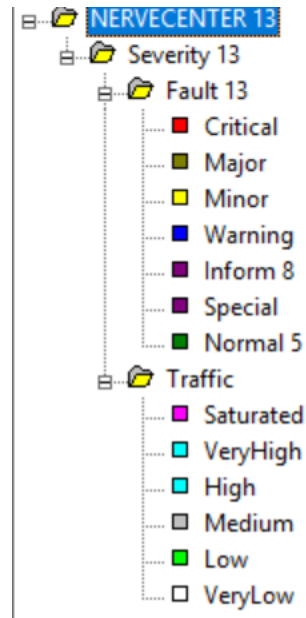 NERVECENTER 13
Severity 13
Fault 13
Critical
Major
Minor
Warning
Inform 8
Special
Normal 5
Traffic
Saturated
VeryHigh
High
Medium
Low
VeryLow